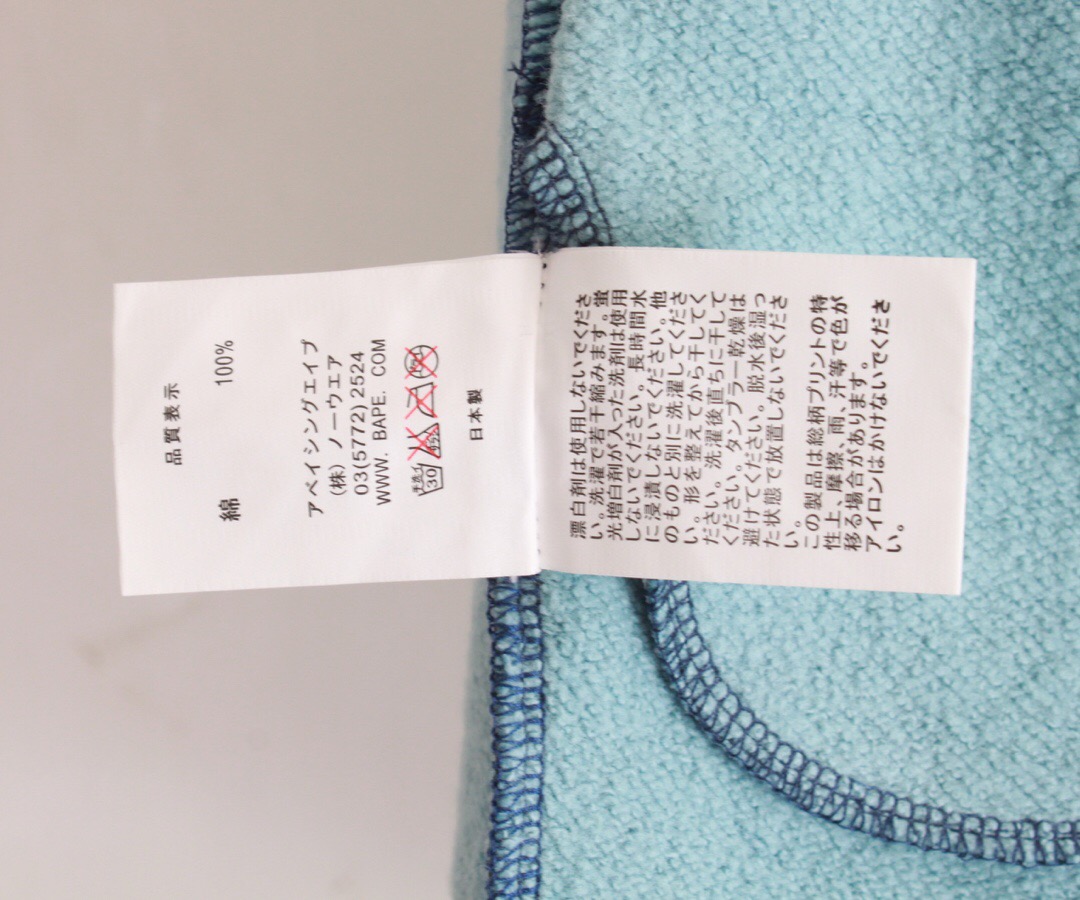 品質表示
綿 100%
アベイシングエイプ
(株) ノーウエア
03(5772)2524
WWW. BAPE. COM
手洗イ
30
日本製
漂白剤は使用しないでくださ
い。洗濯で若干縮みます。蛍
光増白剤が入った洗剤は使用
しないでください。長時間水
に浸漬しないでください。他
のものと別に洗濯してくださ
い。形を整えてから干してく
ださい。洗濯後直ちに干して
ください。タンブラー乾燥は
避けてください。脱水後湿っ
た状態で放置しないでくださ
い。
この製品は総柄プリントの特
性上、摩擦、雨、汗等で色が
移る場合があります。
アイロンはかけないでくださ
い。